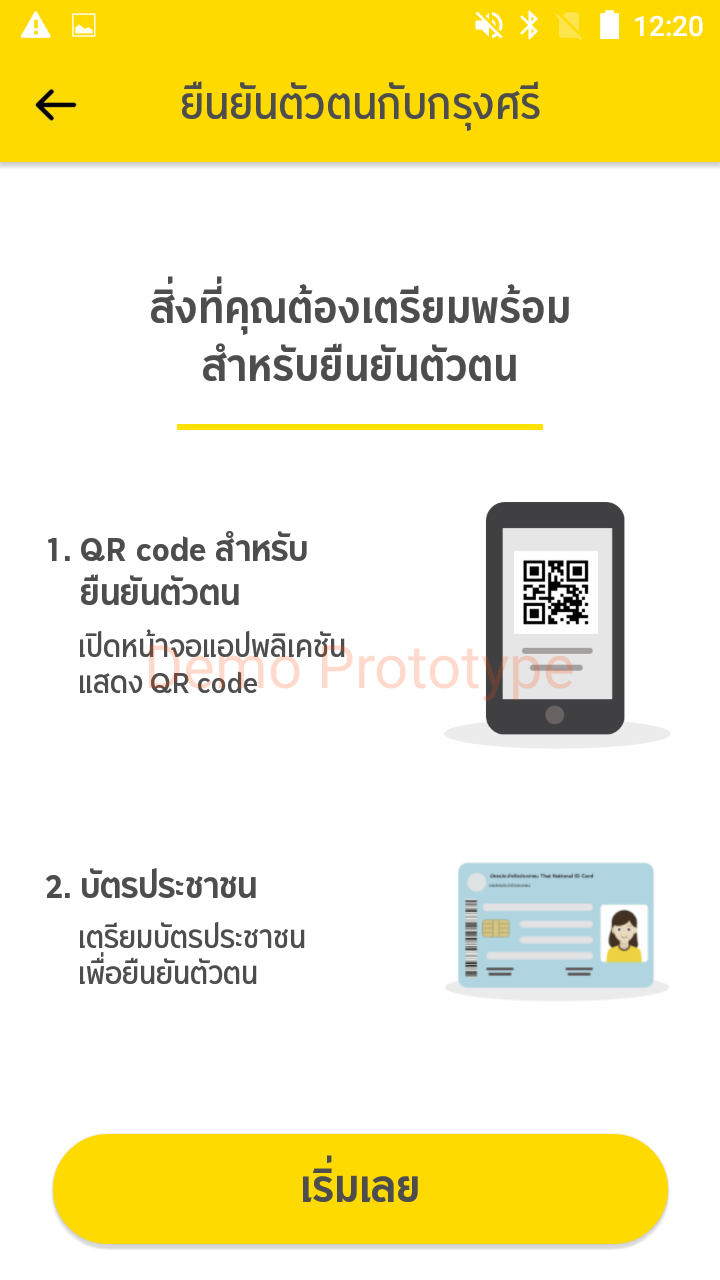 12:20
ยืนยันตัวตนกับกรุงศรี
สิ่งที่คุณต้องเตรียมพร้อม
สำหรับยืนยันตัวตน
1. QR code สำหรับ
ยืนยันตัวตน
เปิดหน้าจอแอปพลิเคชัน
แสดง QR code
Demo Prototype
2. บัตรประชาชน
เตรียมบัตรประชาชน
เพื่อยืนยันตัวตน
Thai National ID Card
เริ่มเลย